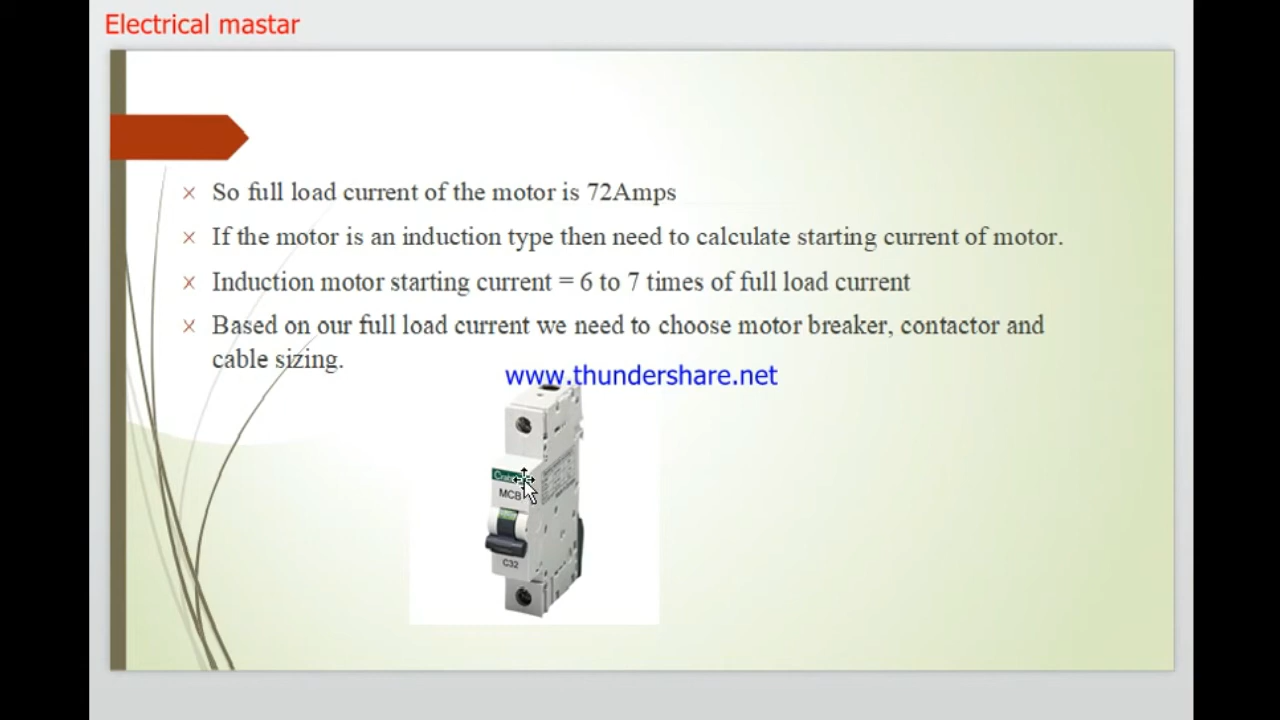 Electrical mastar
So full load current of the motor is 72Amps
If the motor is an induction type then need to calculate starting current of motor.
Induction motor starting current = 6 to 7 times of full load current
Based on our full load current we need to choose motor breaker, contactor and
cable sizing.
www.thundershare.net
MCB
C32